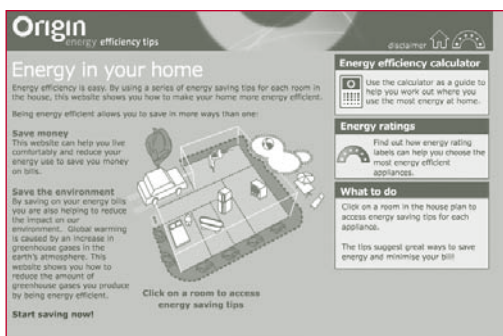 Origin
energy efficiency tips
disclaimer
Energy in your home
Energy efficiency is easy. By using a series of energy saving tips for each room in
the house, this website shows you how to make your home more energy efficient.
Being energy efficient allows you to save in more ways than one:
Save money
This website can help you live
comfortably and reduce your
energy use to save you money
on bills.
Save the environment
By saving on your energy bills
you are also helping to reduce
the impact on our
environment. Global warming
is caused by an increase in
greenhouse gases in the
earth's atmosphere. This
website shows you how to
reduce the amount of
greenhouse gases you produce
by being energy efficient.
Start saving now!
Click on a room to access
energy saving tips
Energy efficiency calculator
Use the calculator as a guide to
help you work out where you
use the most energy at home.
Energy ratings
Find out how energy rating
labels can help you choose the
most energy efficient
appliances.
What to do
Click on a room in the house plan to
access energy saving tips for each
appliance.
The tips suggest great ways to save
energy and minimise your bill!